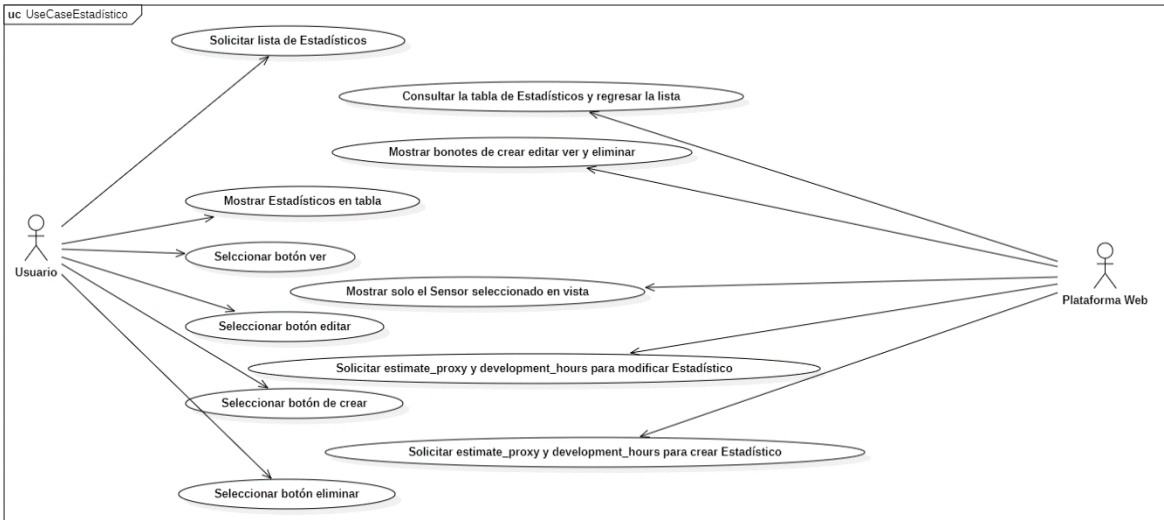 uc UseCaseEstadístico
Solicitar lista de Estadísticos
Consultar la tabla de Estadísticos y regresar la lista
Mostrar bonotes de crear editar ver y eliminar
Mostrar Estadísticos en tabla
Usuario
Selccionar botón ver
Plataforma Web
Mostrar solo el Sensor seleccionado en vista
Seleccionar botón editar
Solicitar estimate_proxy y development_hours para modificar Estadístico
Seleccionar botón de crear
Solicitar estimate_proxy y development_hours para crear Estadístico
Seleccionar botón eliminar